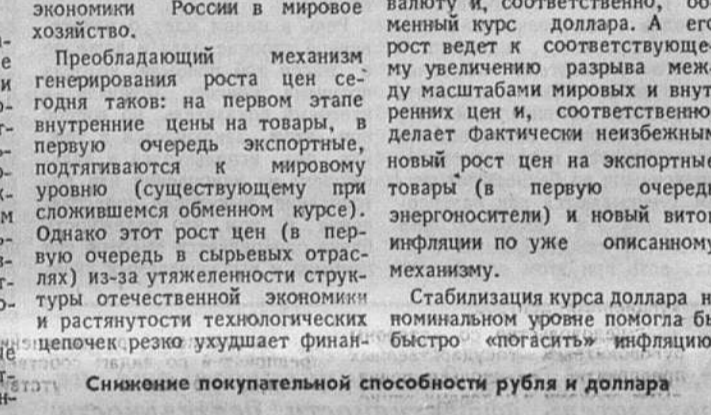 экономики России в мировое
хозяйство.
Преобладающий механизм
генерирования роста цен се-
годня таков: на первом этапе
внутренние цены на товары, в
первую очередь экспортные,
подтягиваются к мировому
уровню (существующему при
сложившемся обменном курсе).
Однако этот рост цен (в пер-
вую очередь в сырьевых отрас-
лях) из-за утяжеленности струк-
туры отечественной экономики
и растянутости технологических
цепочек резко ухудшает финан-
валюту и, соответственно, об-
менный курс доллара. А его
рост ведет к соответствующе-
му увеличению разрыва меж-
ду масштабами мировых и внут-
ренних цен и, соответственно,
делает фактически неизбежным
новый рост цен на экспортные
товары (в первую очередь
энергоносители) и новый виток
инфляции по уже описанному
механизму.
Стабилизация курса доллара н
номинальном уровне помогла бы
быстро «погасить» инфляцию
Снижение покупательной способности рубля и доллара